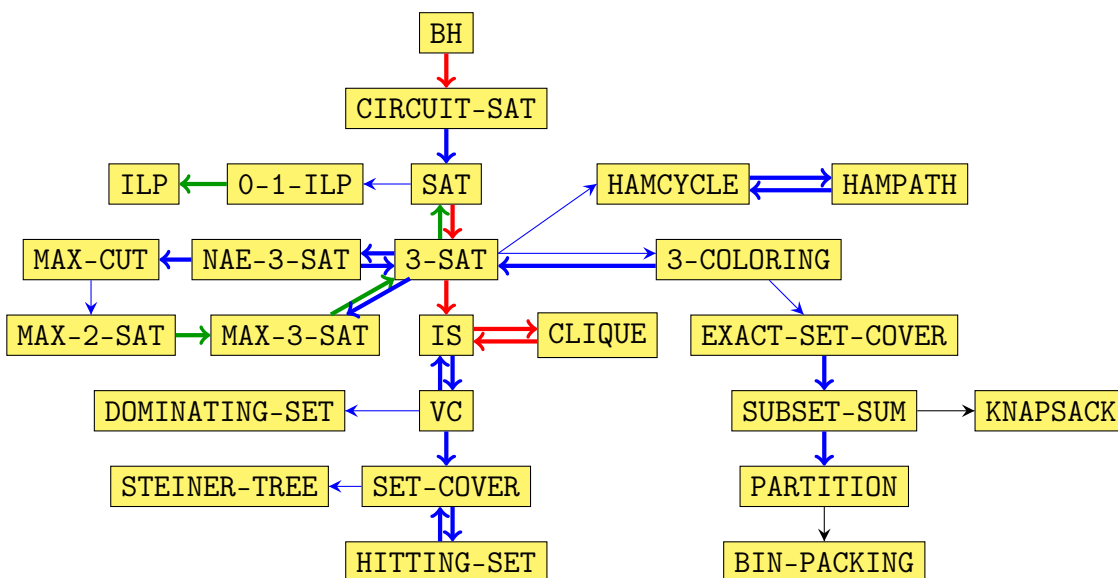 BH
CIRCUIT-SAT
ILP 0-1-ILP SAT HAMCYCLE HAMPATH
MAX-CUT NAE-3-SAT 3-SAT 3-COLORING
MAX-2-SAT MAX-3-SAT IS CLIQUE EXACT-SET-COVER
DOMINATING-SET VC SUBSET-SUM KNAPSACK
STEINER-TREE SET-COVER PARTITION
HITTING-SET BIN-PACKING